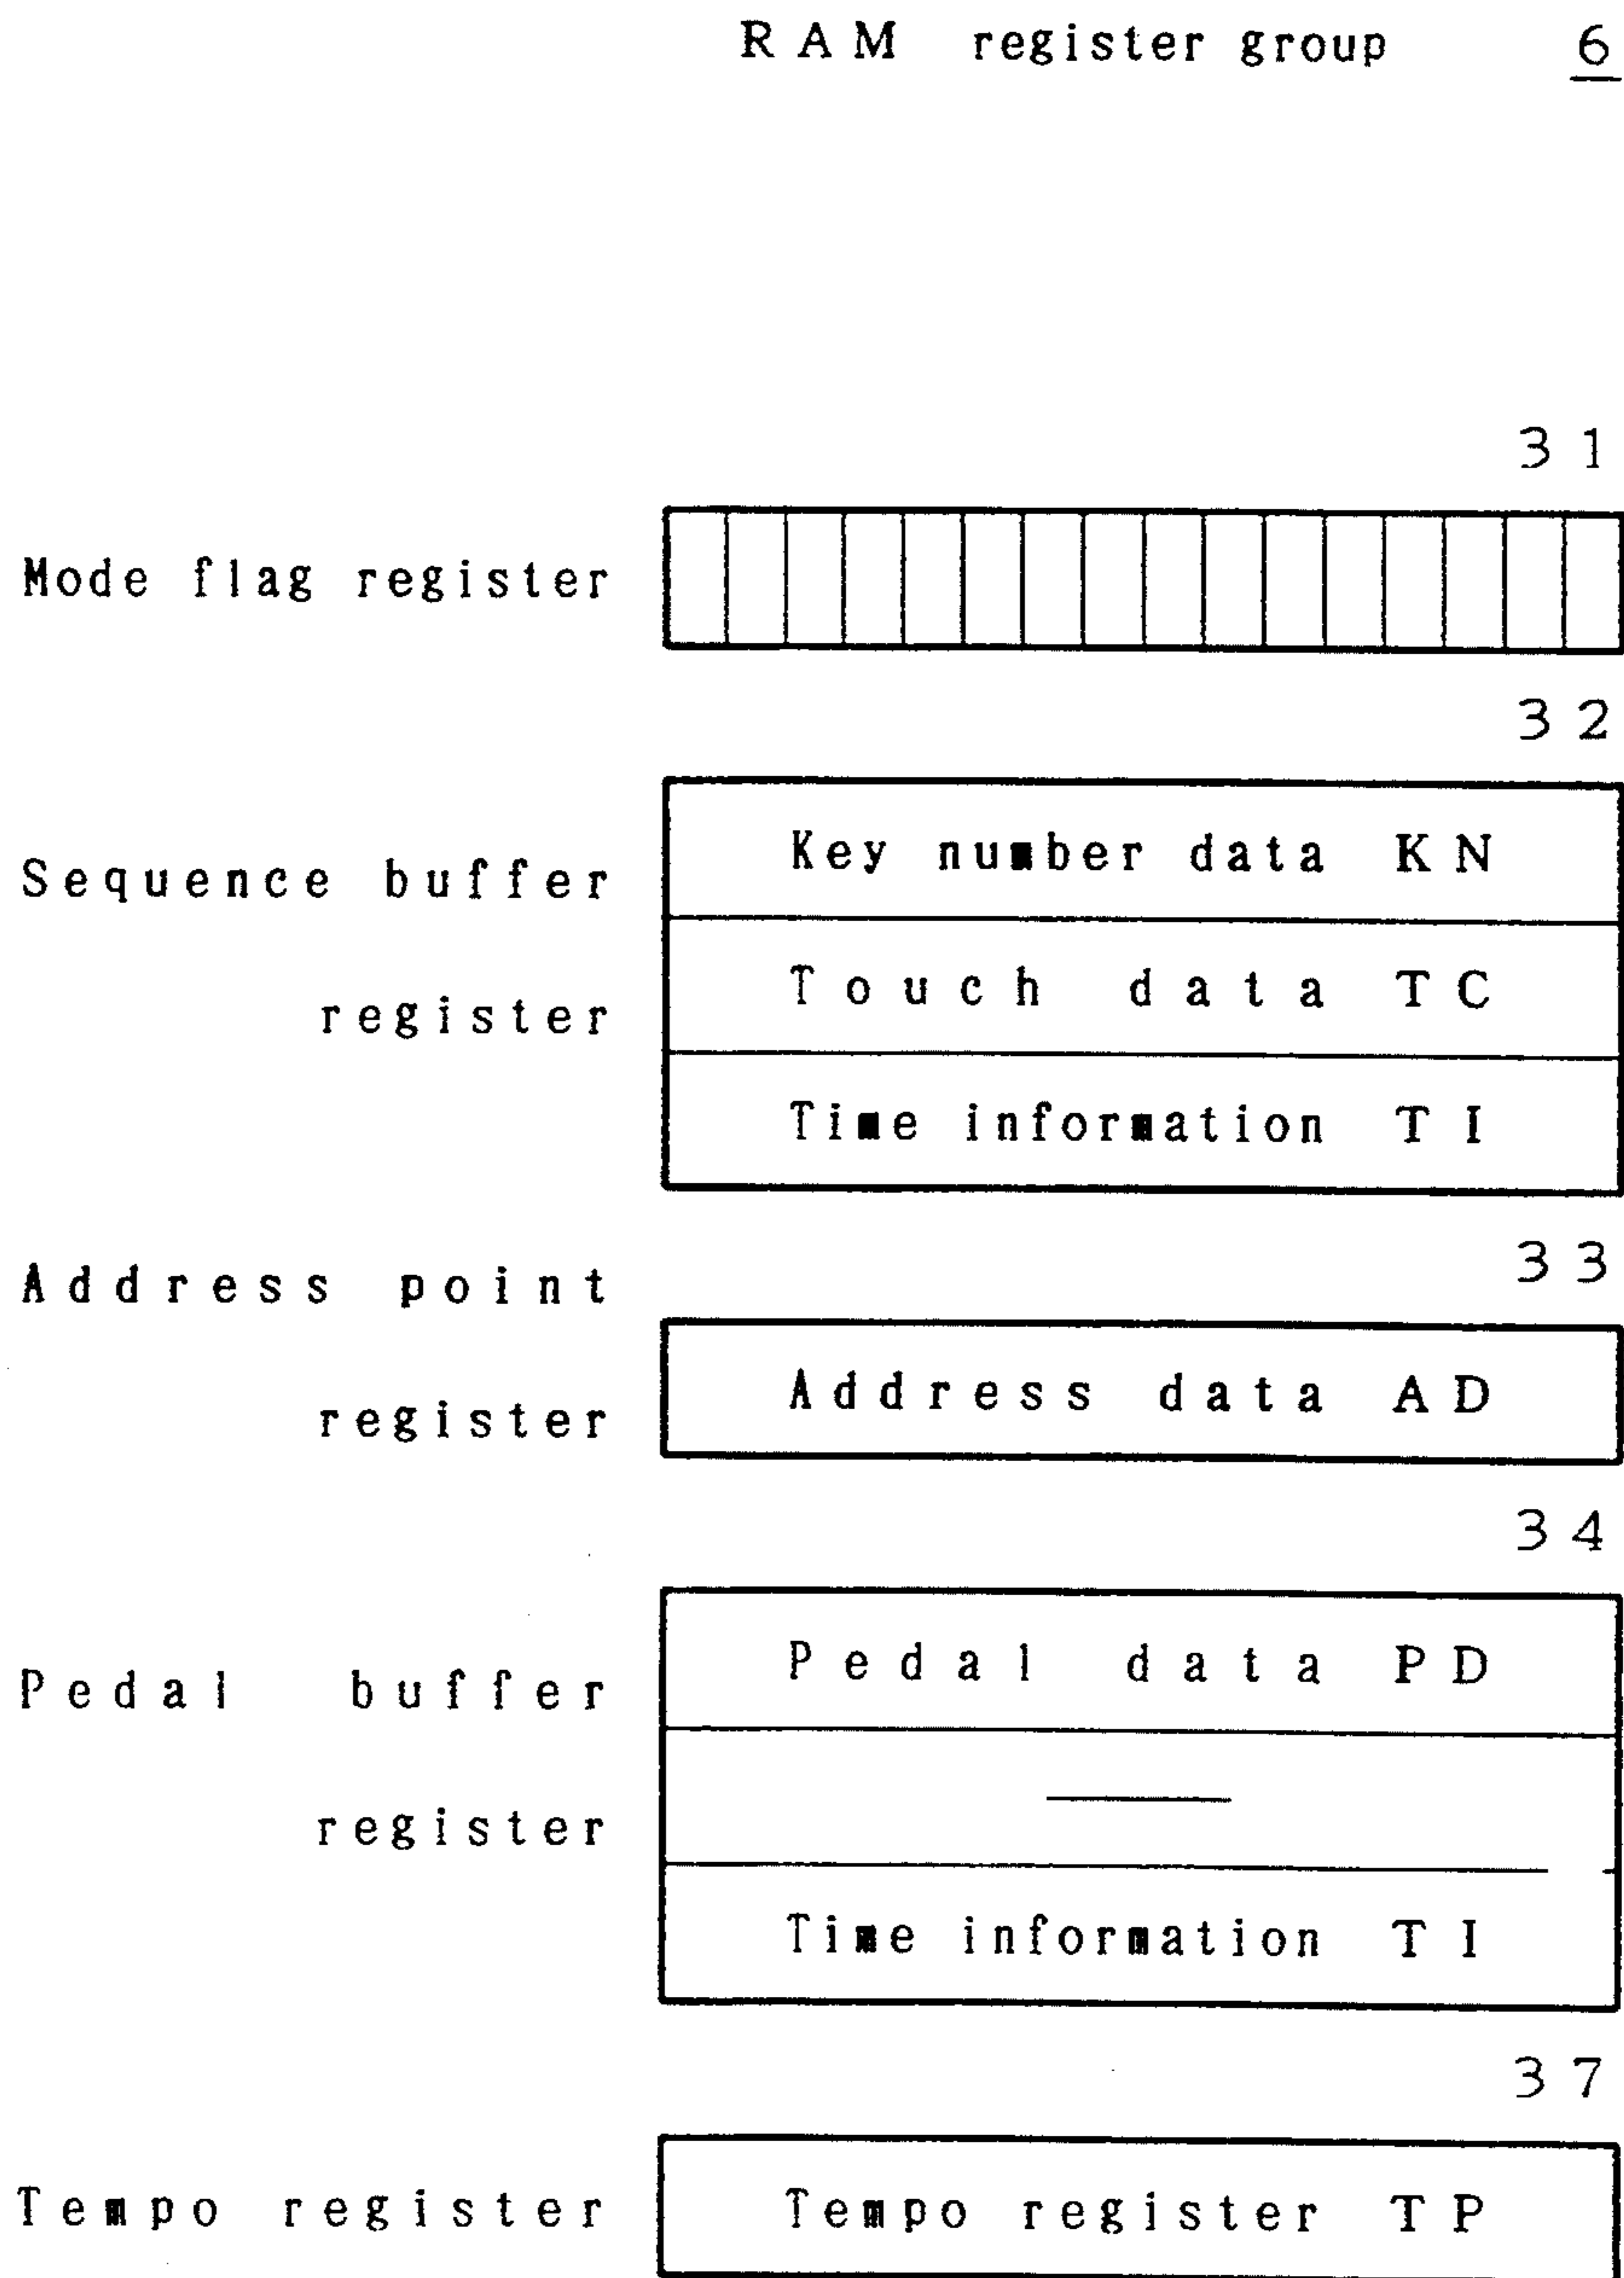 RAM register group 6
31
Mode flag register
32
Key number data KN
Sequence buffer
Touch data TC
register
Time information TI
33
Address point
Address data AD
register
34
Pedal data PD
Pedal buffer
register
Time information TI
37
Tempo register Tempo register TP